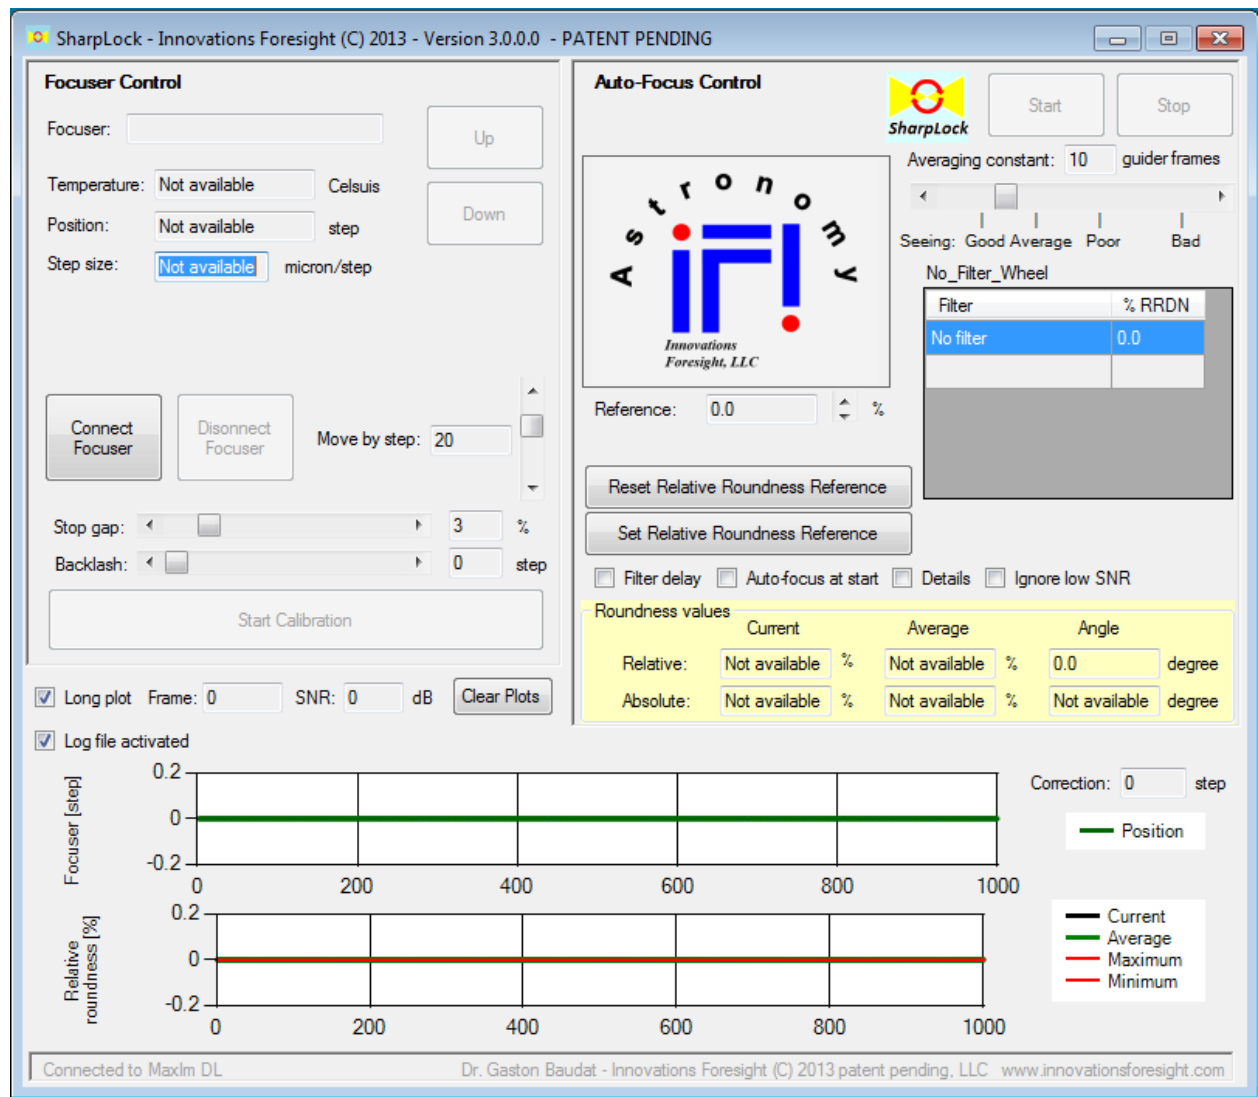 SharpLock - Innovations Foresight (C) 2013 - Version 3.0.0.0 - PATENT PENDING
Focuser Control
Focuser:
Up
Temperature: Not available Celsuis
Down
Position: Not available step
Step size: Not available micron/step
Connect Focuser
Disonnect Focuser
Move by step: 20
Stop gap: 3 %
Backlash: 0 step
Start Calibration
Auto-Focus Control
SharpLock
Start
Stop
Averaging constant: 10 guider frames
Seeing: Good Average Poor Bad
Astronomy
iFI
Innovations
Foresight, LLC
No_Filter_Wheel
Filter % RRDN
No filter 0.0
Reference: 0.0 %
Reset Relative Roundness Reference
Set Relative Roundness Reference
Filter delay Auto-focus at start Details Ignore low SNR
Roundness values
Current Average Angle
Relative: Not available % Not available % 0.0 degree
Absolute: Not available % Not available % Not available degree
Long plot Frame: 0 SNR: 0 dB Clear Plots
Log file activated
Correction: 0 step
Focuser [step]
0.2
0
-0.2
0 200 400 600 800 1000
Position
Relative
roundness [%]
0.2
0
-0.2
0 200 400 600 800 1000
Current
Average
Maximum
Minimum
Connected to MaxIm DL Dr. Gaston Baudat - Innovations Foresight (C) 2013 patent pending, LLC www.innovationsforesight.com